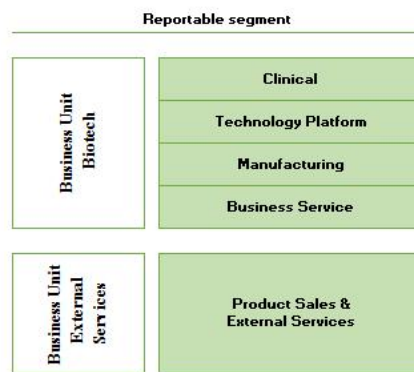 Reportable segment
Business Unit
Biotech
Clinical
Technology Platform
Manufacturing
Business Service
Business Unit
External
Services
Product Sales &
External Services